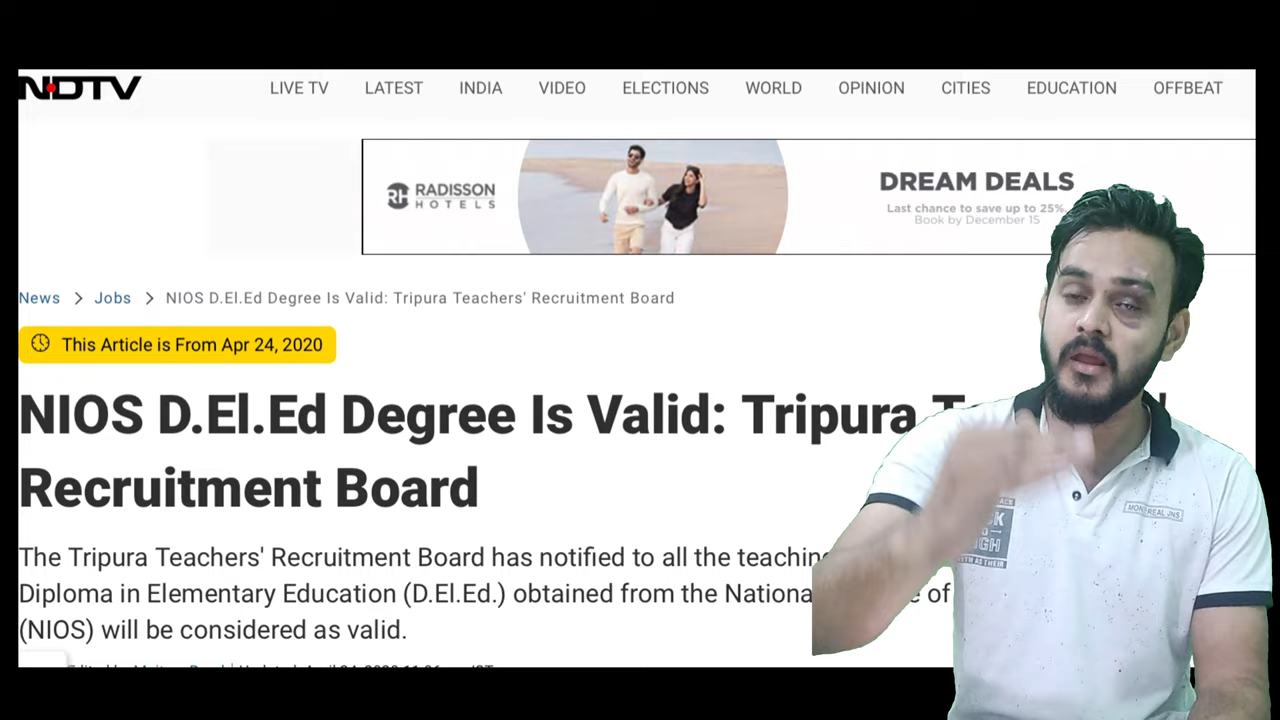 NDTV
LIVE TV LATEST INDIA VIDEO ELECTIONS WORLD OPINION CITIES EDUCATION OFFBEAT
RADISSON
HOTELS
DREAM DEALS
Last chance to save up to 25%.
Book by December 15
News > Jobs > NIOS D.El.Ed Degree Is Valid: Tripura Teachers' Recruitment Board
This Article is From Apr 24, 2020
NIOS D.El.Ed Degree Is Valid: Tripura
Recruitment Board
The Tripura Teachers' Recruitment Board has notified to all the
Diploma in Elementary Education (D.El.Ed.) obtained from the of
(NIOS) will be considered as valid.